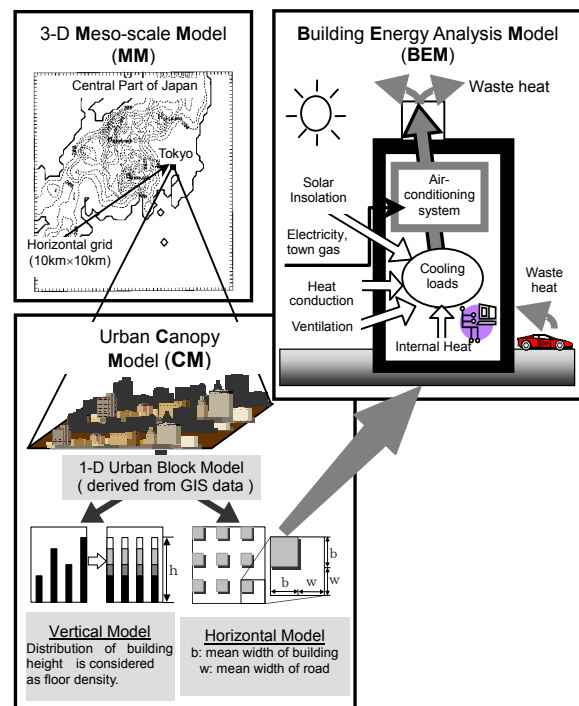 3-D Meso-scale Model
(MM)
Central Part of Japan
Tokyo
Horizontal grid
(10km×10km)
Building Energy Analysis Model
(BEM)
Waste heat
Air-
conditioning
system
Solar
Insolation
Electricity,
town gas
Cooling
loads
Heat
conduction
Ventilation
Internal Heat
Waste
heat
Urban Canopy
Model (CM)
1-D Urban Block Model
( derived from GIS data )
h
b
w
b
w
Vertical Model
Distribution of building
height is considered
as floor density.
Horizontal Model
b: mean width of building
w: mean width of road